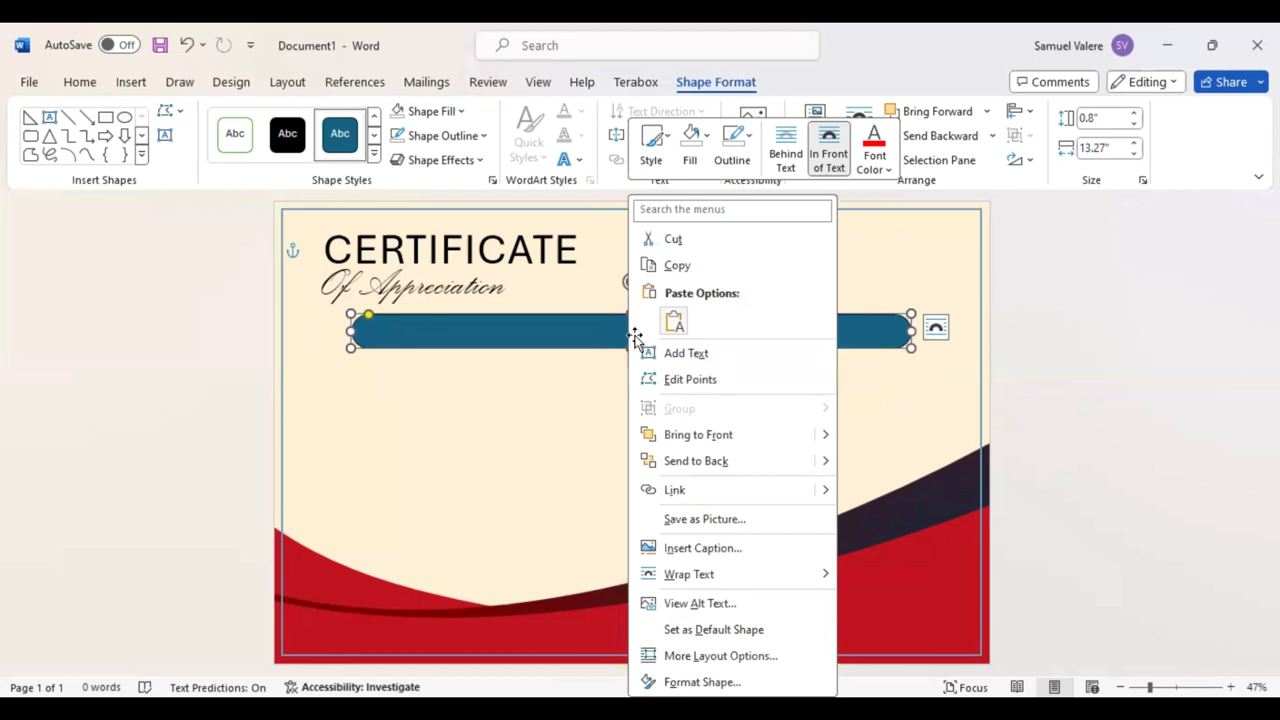 AutoSave Off Document1 - Word Search Samuel Valere SV
File Home Insert Draw Design Layout References Mailings Review View Help Terabox Shape Format Comments Editing Share
Abc Abc Abc
Shape Fill
Shape Outline
Shape Effects
Quick
Styles
A
Text Direction
Bring Forward
Send Backward
Selection Pane
0.8"
13.27"
Insert Shapes Shape Styles WordArt Styles Text Accessibility Arrange Size
Style Fill Outline Behind Text In Front of Text Font Color
Search the menus
Cut
Copy
Paste Options:
Add Text
Edit Points
Group
Bring to Front
Send to Back
Link
Save as Picture...
Insert Caption...
Wrap Text
View Alt Text...
Set as Default Shape
More Layout Options...
Format Shape...
CERTIFICATE
Of Appreciation
Page 1 of 1 0 words Text Predictions: On Accessibility: Investigate Focus 47%